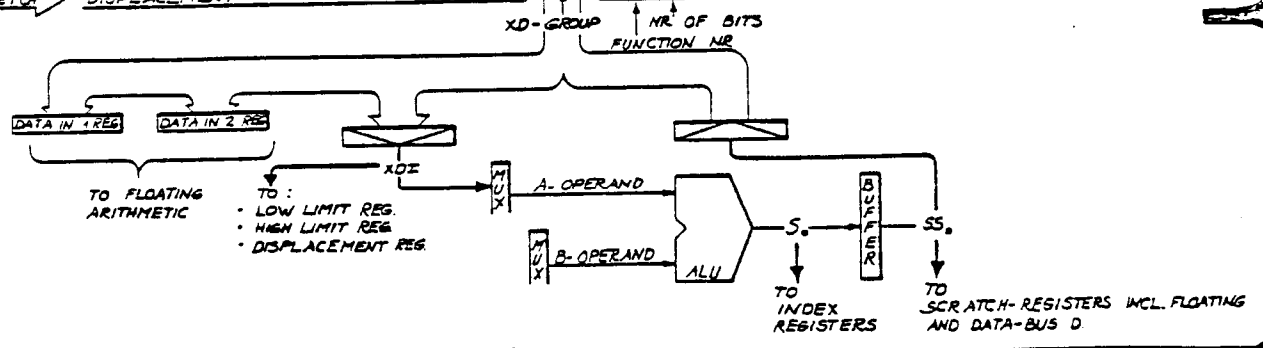 DISPLACEMENT
XD-GROUP
NR OF BITS
FUNCTION NR
DATA IN 1 REG
DATA IN 2 REG
XDI
TO FLOATING
ARITHMETIC
TO :
• LOW LIMIT REG.
• HIGH LIMIT REG
• DISPLACEMENT REG.
MUX
A-OPERAND
MUX
B-OPERAND
ALU
S.
BUFFER
SS.
TO
INDEX
REGISTERS
TO
SCRATCH-REGISTERS INCL. FLOATING
AND DATA-BUS D.